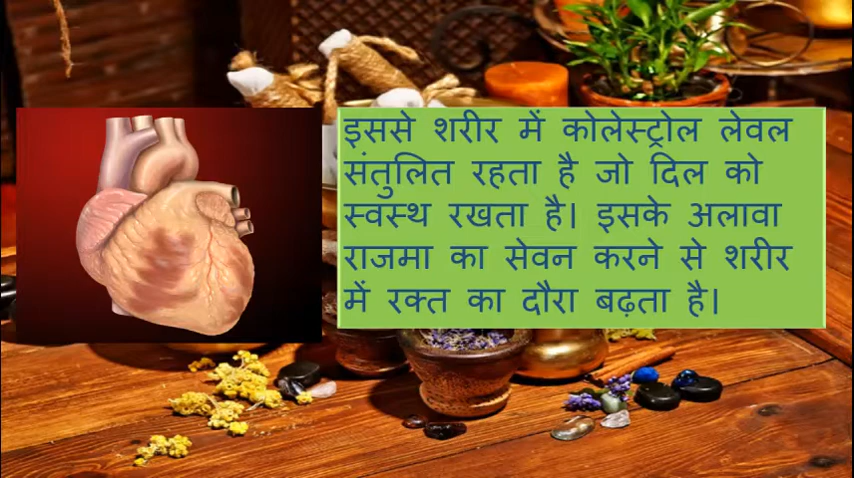 इससे शरीर में कोलेस्ट्रोल लेवल
संतुलित रहता है जो दिल को
स्वस्थ रखता है। इसके अलावा
राजमा का सेवन करने से शरीर
में रक्त का दौरा बढ़ता है।